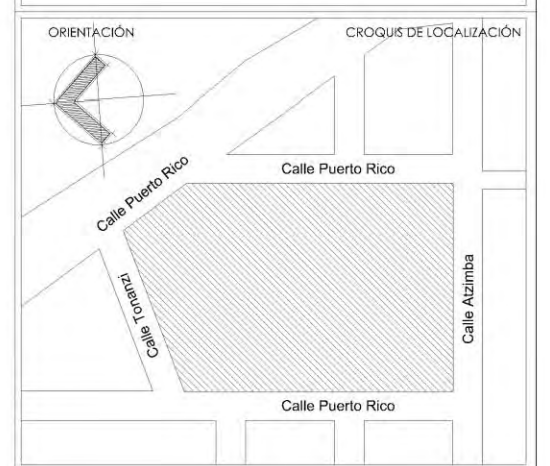 ORIENTACIÓN
CROQUIS DE LOCALIZACIÓN
Calle Puerto Rico
Calle Puerto Rico
Calle Tonanzi
Calle Atzimba
Calle Puerto Rico